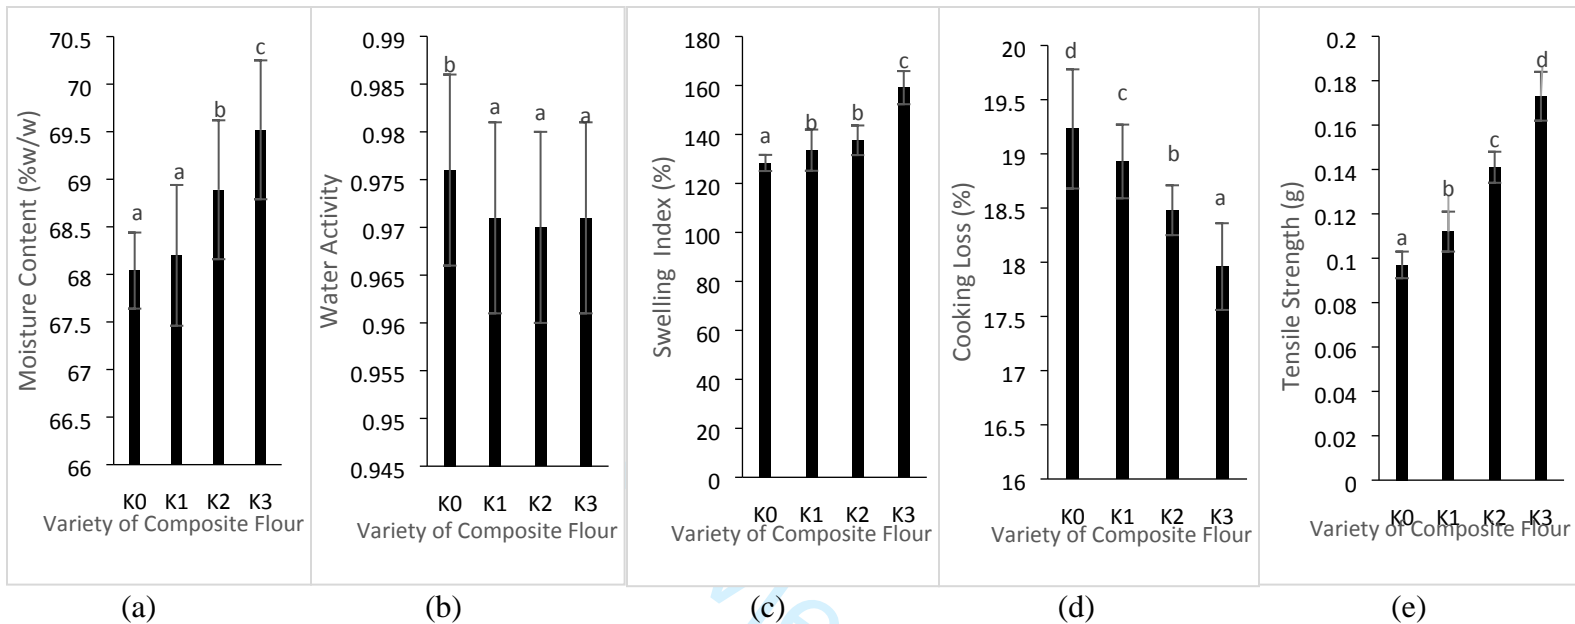 Moisture Content (%w/w)
70.5
70
69.5
69
68.5
68
67.5
67
66.5
66
a
a
b
c
K0 K1 K2 K3
Variety of Composite Flour
(a)
Water Activity
0.99
0.985
0.98
0.975
0.97
0.965
0.96
0.955
0.95
0.945
b
a
a
a
K0 K1 K2 K3
Variety of Composite Flour
(b)
Swelling Index (%)
180
160
140
120
100
80
60
40
20
0
a
b
b
c
K0 K1 K2 K3
Variety of Composite Flour
(c)
Cooking Loss (%)
20
19.5
19
18.5
18
17.5
17
16.5
16
d
c
b
a
K0 K1 K2 K3
Variety of Composite Flour
(d)
Tensile Strength (g)
0.2
0.18
0.16
0.14
0.12
0.1
0.08
0.06
0.04
0.02
0
a
b
c
d
K0 K1 K2 K3
Variety of Composite Flour
(e)